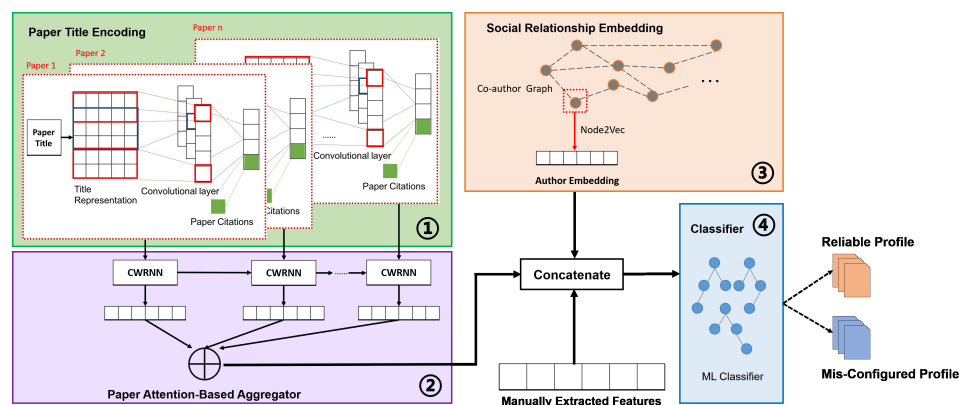 Paper Title Encoding
Paper n
Paper 2
Paper 1
Paper
Title
Title
Representation
Convolutional layer
Paper Citations
Citations
......
Convolutional layer
Paper Citations
①
CWRNN
CWRNN
......
CWRNN
Paper Attention-Based Aggregator
②
Social Relationship Embedding
Co-author Graph
...
Node2Vec
Author Embedding
③
Concatenate
Manually Extracted Features
Classifier
④
ML Classifier
Reliable Profile
Mis-Configured Profile